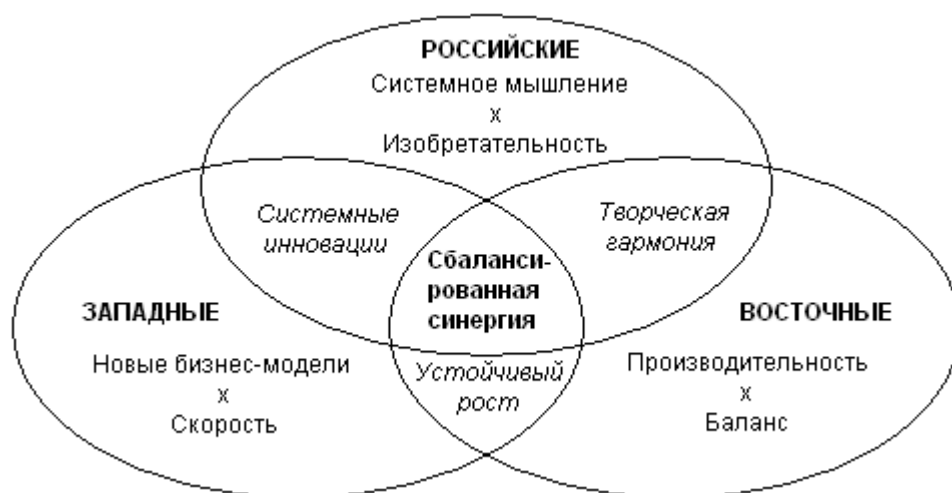 РОССИЙСКИЕ
Системное мышление
х
Изобретательность
Системные
инновации
Творческая
гармония
Сбаланси-
рованная
синергия
ЗАПАДНЫЕ
Новые бизнес-модели
х
Скорость
Устойчивый
рост
ВОСТОЧНЫЕ
Производительность
х
Баланс